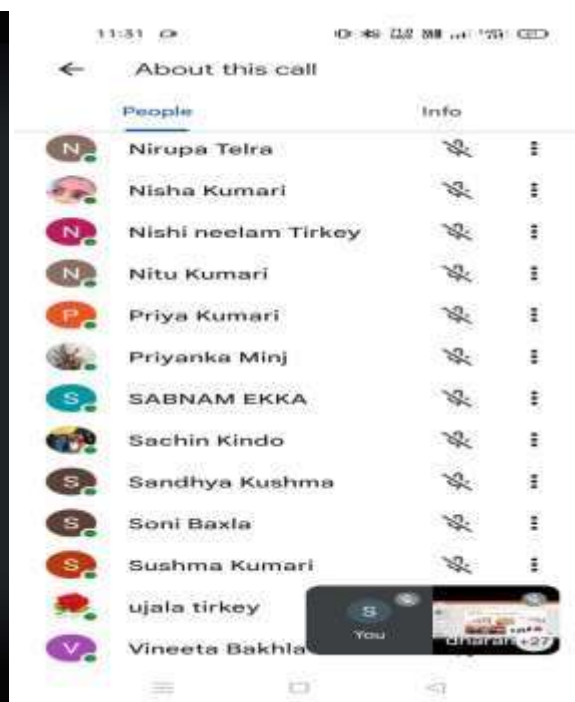 11:31
About this call
People Info
N Nirupa Telra
Nisha Kumari
N Nishi neelam Tirkey
N Nitu Kumari
P Priya Kumari
Priyanka Minj
S SABNAM EKKA
Sachin Kindo
S Sandhya Kushma
S Soni Baxla
S Sushma Kumari
ujala tirkey
S
You
+27
V Vineeta Bakhla